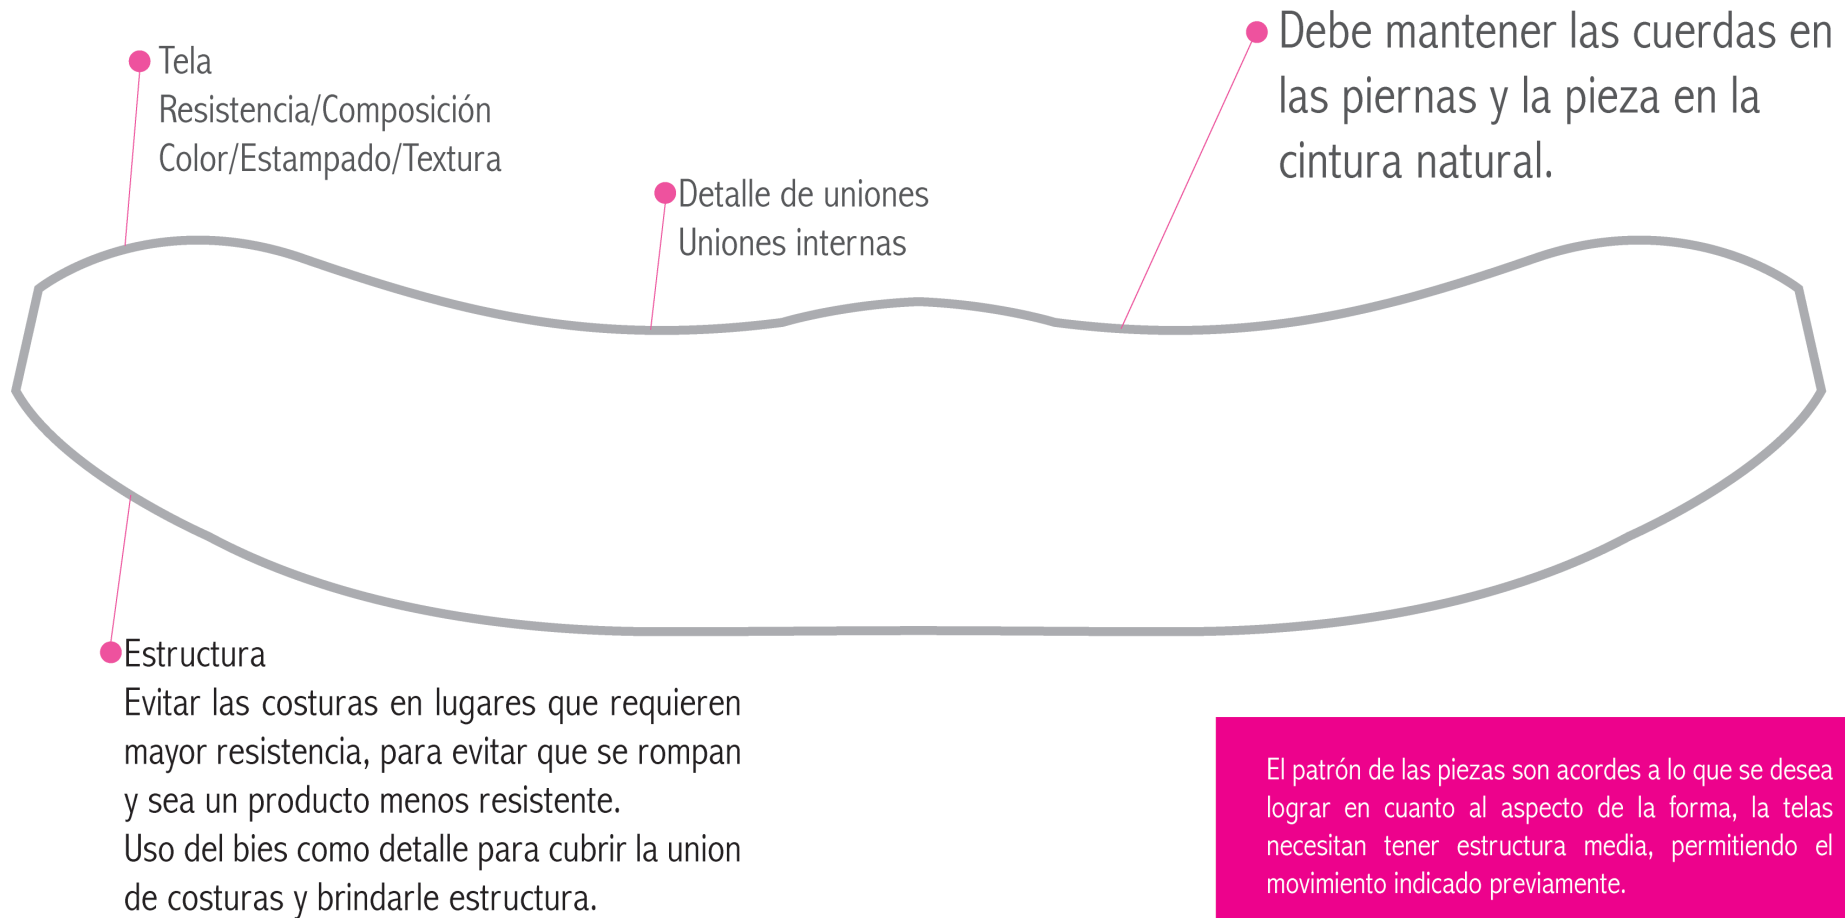 Tela
Resistencia/Composición
Color/Estampado/Textura
Detalle de uniones
Uniones internas
Debe mantener las cuerdas en
las piernas y la pieza en la
cintura natural.
Estructura
Evitar las costuras en lugares que requieren
mayor resistencia, para evitar que se rompan
y sea un producto menos resistente.
Uso del bies como detalle para cubrir la union
de costuras y brindarle estructura.
El patrón de las piezas son acordes a lo que se desea
lograr en cuanto al aspecto de la forma, la telas
necesitan tener estructura media, permitiendo el
movimiento indicado previamente.